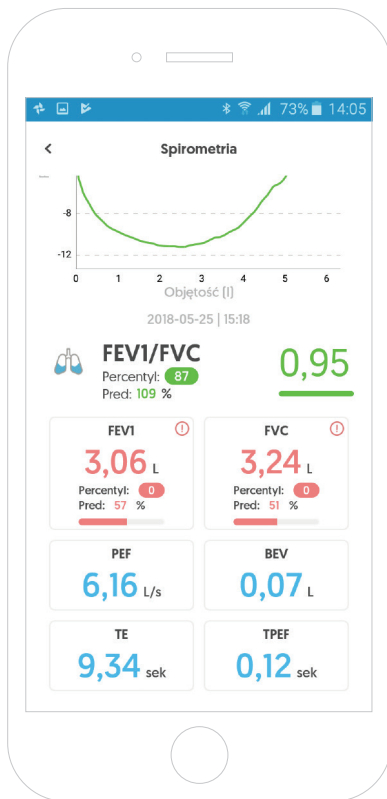 73% 14:05
Spirometria
-8
-12
0 1 2 3 4 5 6
Objętość [l]
2018-05-25 | 15:18
FEV1/FVC
Percentyl: 87
Pred: 109 %
0,95
FEV1
3,06 L
Percentyl: 0
Pred: 57 %
FVC
3,24 L
Percentyl: 0
Pred: 51 %
PEF
6,16 L/s
BEV
0,07 L
TE
9,34 sek
TPEF
0,12 sek